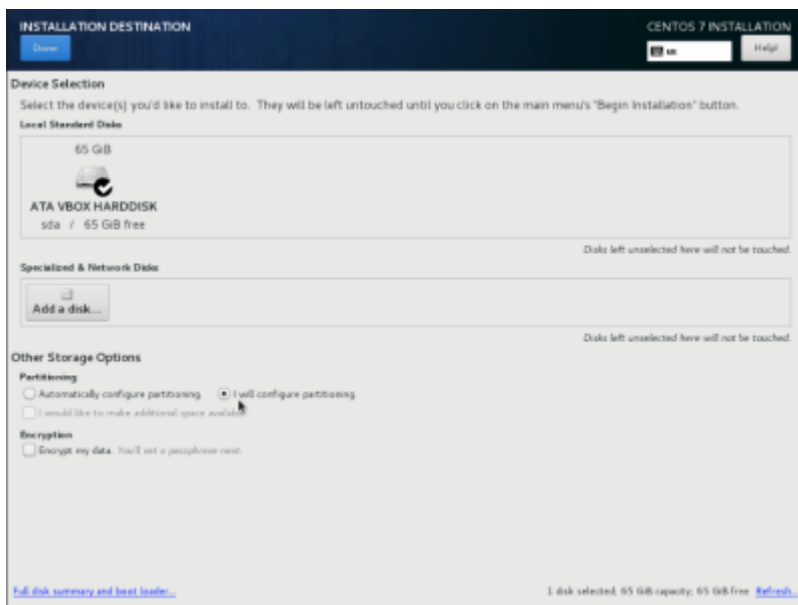 INSTALLATION DESTINATION
CENTOS 7 INSTALLATION
Done
us
Help!
Device Selection
Select the device(s) you'd like to install to. They will be left untouched until you click on the main menu's "Begin Installation" button.
Local Standard Disks
65 GiB
ATA VBOX HARDDISK
sda / 65 GiB free
Disks left unselected here will not be touched.
Specialized & Network Disks
Add a disk...
Disks left unselected here will not be touched.
Other Storage Options
Partitioning
Automatically configure partitioning. I will configure partitioning.
I would like to make additional space available.
Encryption
Encrypt my data. You'll set a passphrase next.
Full disk summary and boot loader...
1 disk selected; 65 GiB capacity; 65 GiB free Refresh...